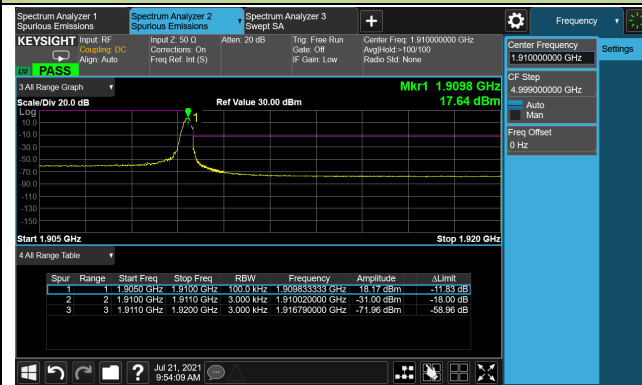 Spectrum Analyzer 1
Spurious Emissions
Spectrum Analyzer 2
Spurious Emissions
Spectrum Analyzer 3
Swept SA
Frequency
KEYSIGHT
Input: RF
Coupling: DC
Align: Auto
Input Z: 50 Ω
Corrections: On
Freq Ref: Int (S)
Atten: 20 dB
Trig: Free Run
Gate: Off
IF Gain: Low
Center Freq: 1.910000000 GHz
Avg|Hold:>100/100
Radio Std: None
LXI
PASS
Center Frequency
1.910000000 GHz
Settings
CF Step
4.999000000 GHz
Auto
Man
Freq Offset
0 Hz
3 All Range Graph
Mkr1 1.9098 GHz
Scale/Div 20.0 dB
Ref Value 30.00 dBm
17.64 dBm
Log
10.0
-10.0
-30.0
-50.0
-70.0
-90.0
-110
-130
-150
1
Start 1.905 GHz
Stop 1.920 GHz
4 All Range Table
Spur Range Start Freq Stop Freq RBW Frequency Amplitude ΔLimit
1 1 1.9050 GHz 1.9100 GHz 100.0 kHz 1.909833333 GHz 18.17 dBm -11.83 dB
2 2 1.9100 GHz 1.9110 GHz 3.000 kHz 1.910020000 GHz -31.00 dBm -18.00 dB
3 3 1.9110 GHz 1.9200 GHz 3.000 kHz 1.916790000 GHz -71.96 dBm -58.96 dB
Jul 21, 2021
9:54:09 AM